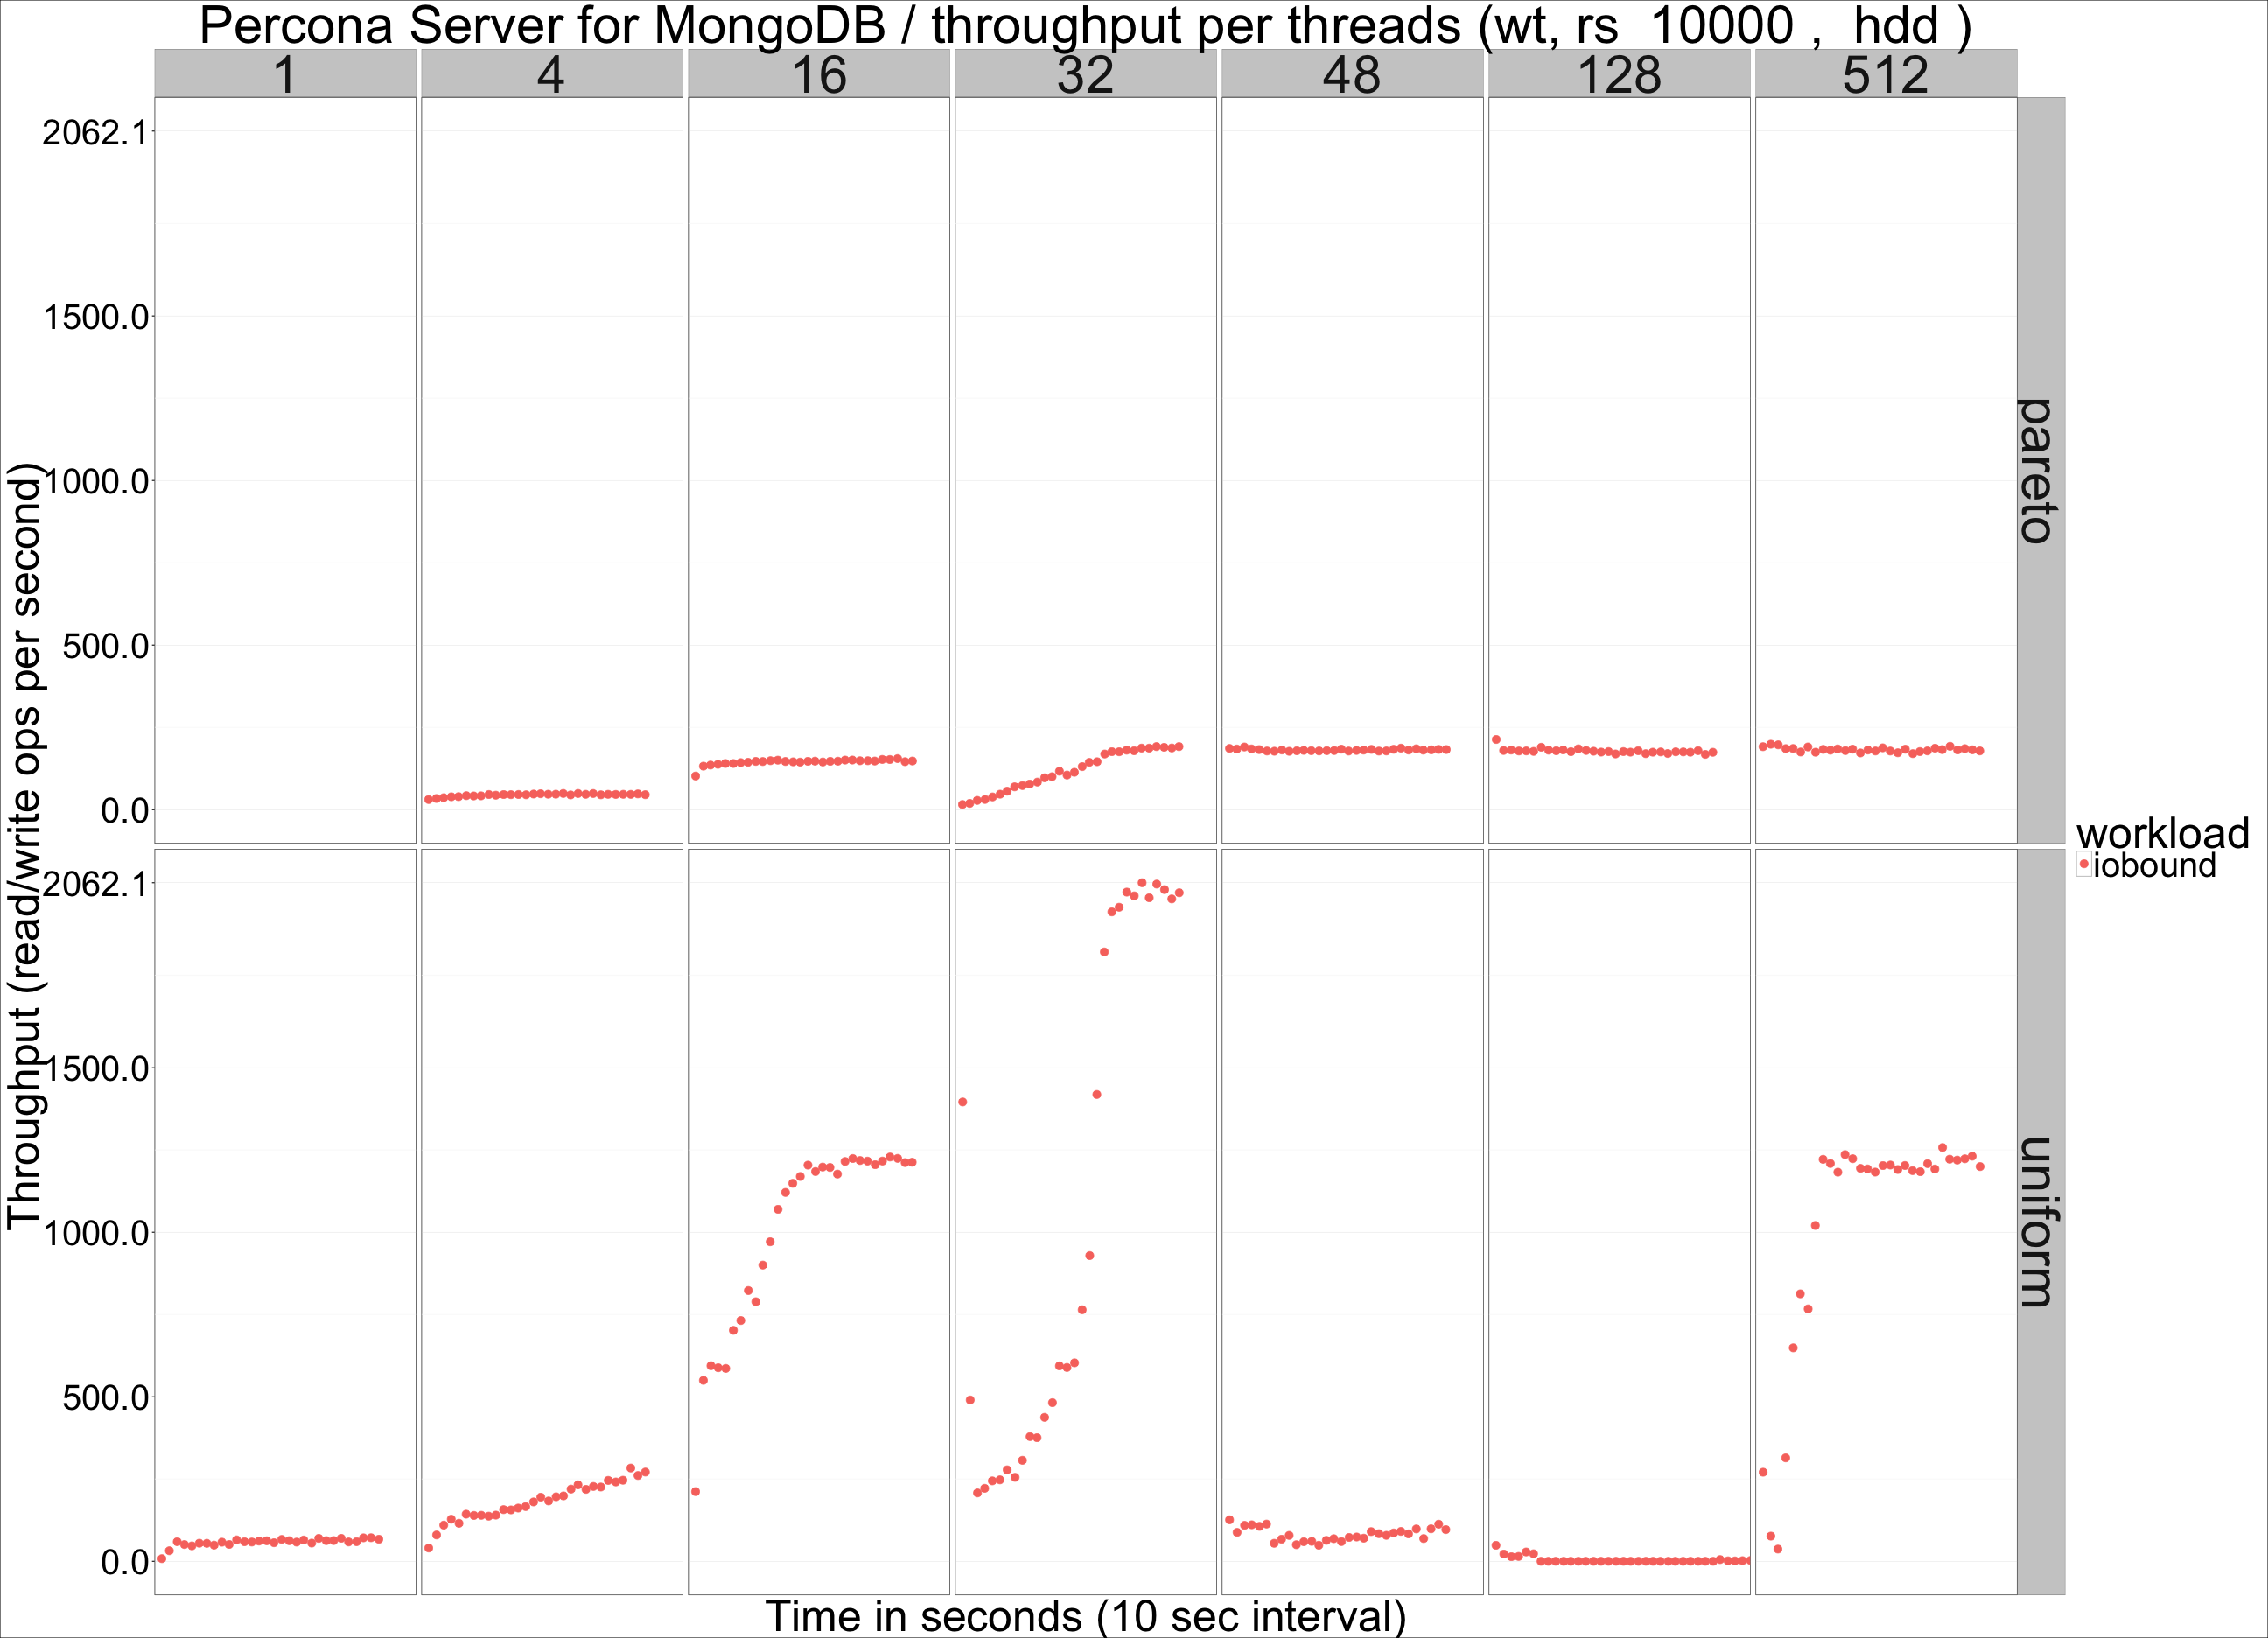 Percona Server for MongoDB / throughput per threads (wt, rs  10000 ,  hdd )
1 4 16 32 48 128 512
2062.1
1500.0
1000.0
500.0
0.0
pareto
2062.1
1500.0
1000.0
500.0
0.0
uniform
Throughput (read/write ops per second)
Time in seconds (10 sec interval)
workload
iobound